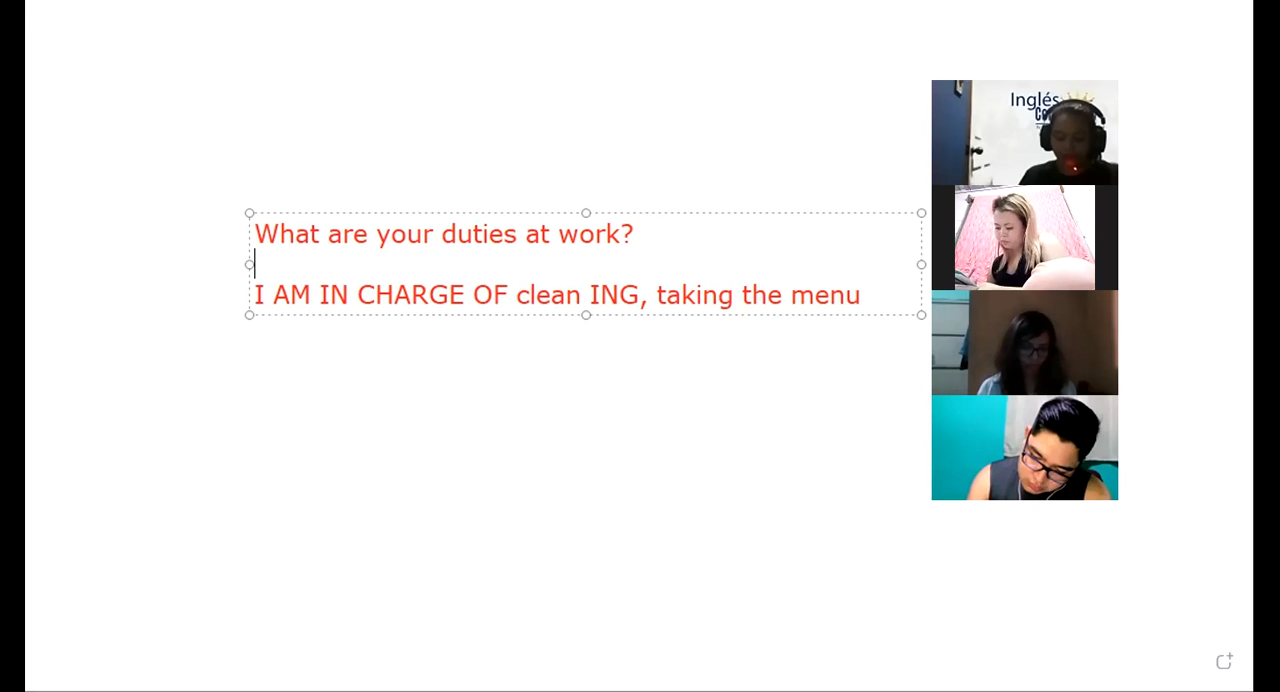 What are your duties at work?
I AM IN CHARGE OF clean ING, taking the menu
Inglés